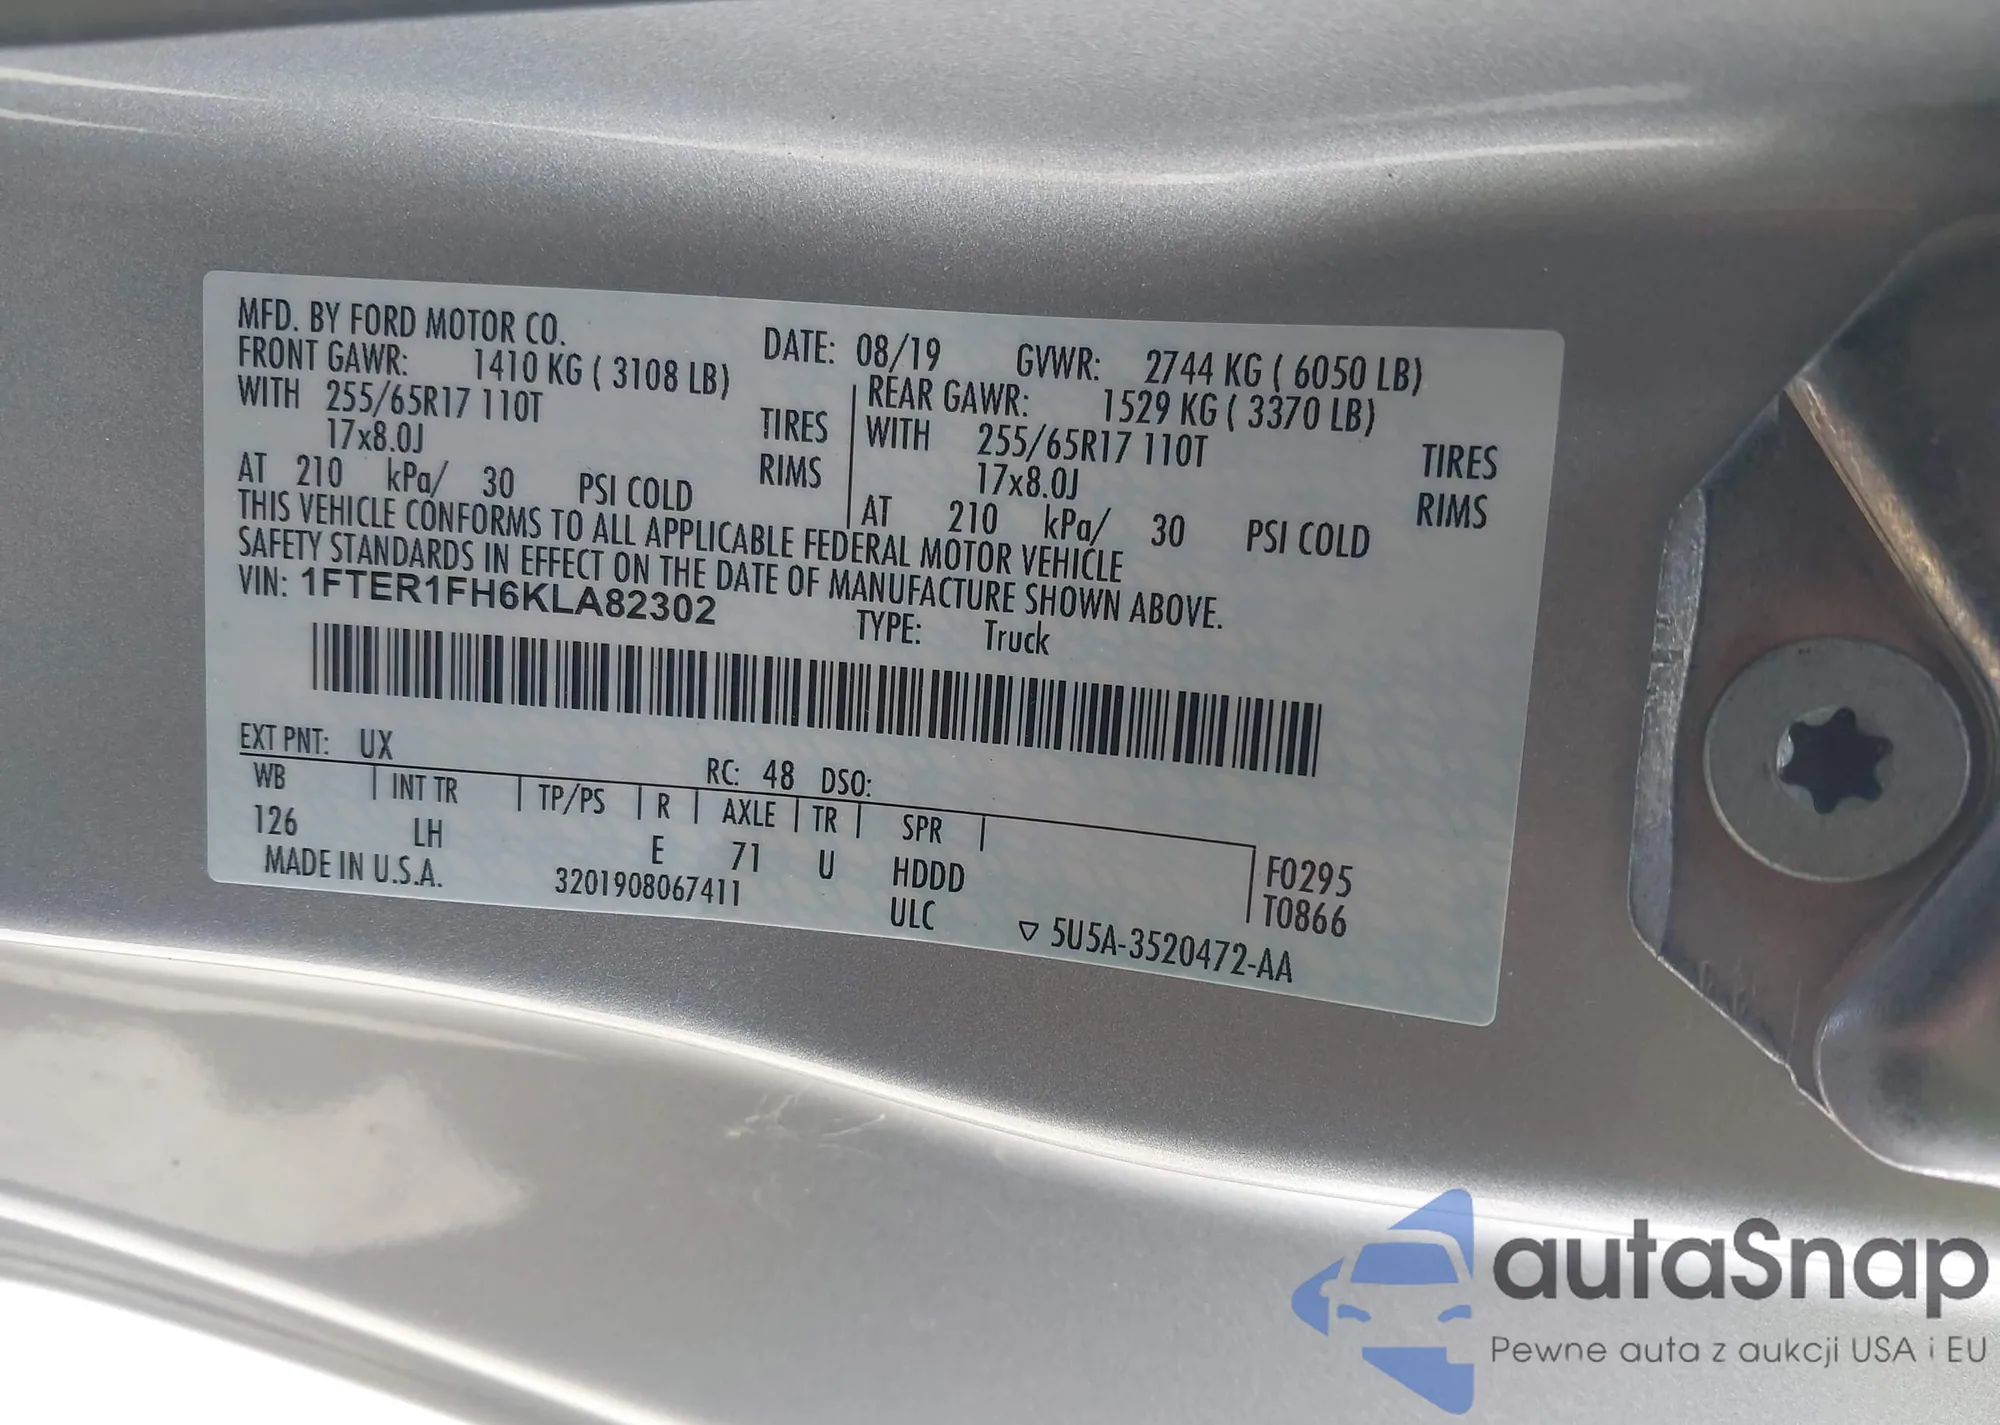 MFD. BY FORD MOTOR CO. DATE: 08/19 GVWR: 2744 KG ( 6050 LB)
FRONT GAWR: 1410 KG ( 3108 LB) REAR GAWR: 1529 KG ( 3370 LB)
WITH 255/65R17 110T TIRES WITH 255/65R17 110T TIRES
17x8.0J RIMS 17x8.0J RIMS
AT 210 kPa/ 30 PSI COLD AT 210 kPa/ 30 PSI COLD
THIS VEHICLE CONFORMS TO ALL APPLICABLE FEDERAL MOTOR VEHICLE
SAFETY STANDARDS IN EFFECT ON THE DATE OF MANUFACTURE SHOWN ABOVE.
VIN: 1FTER1FH6KLA82302 TYPE: Truck
EXT PNT: UX RC: 48 DSO:
WB INT TR TP/PS R AXLE TR SPR
126 LH E 71 U HDDD F0295
MADE IN U.S.A. 3201908067411 ULC T0866
▽ 5U5A-3520472-AA
autaSnap
Pewne auta z aukcji USA i EU